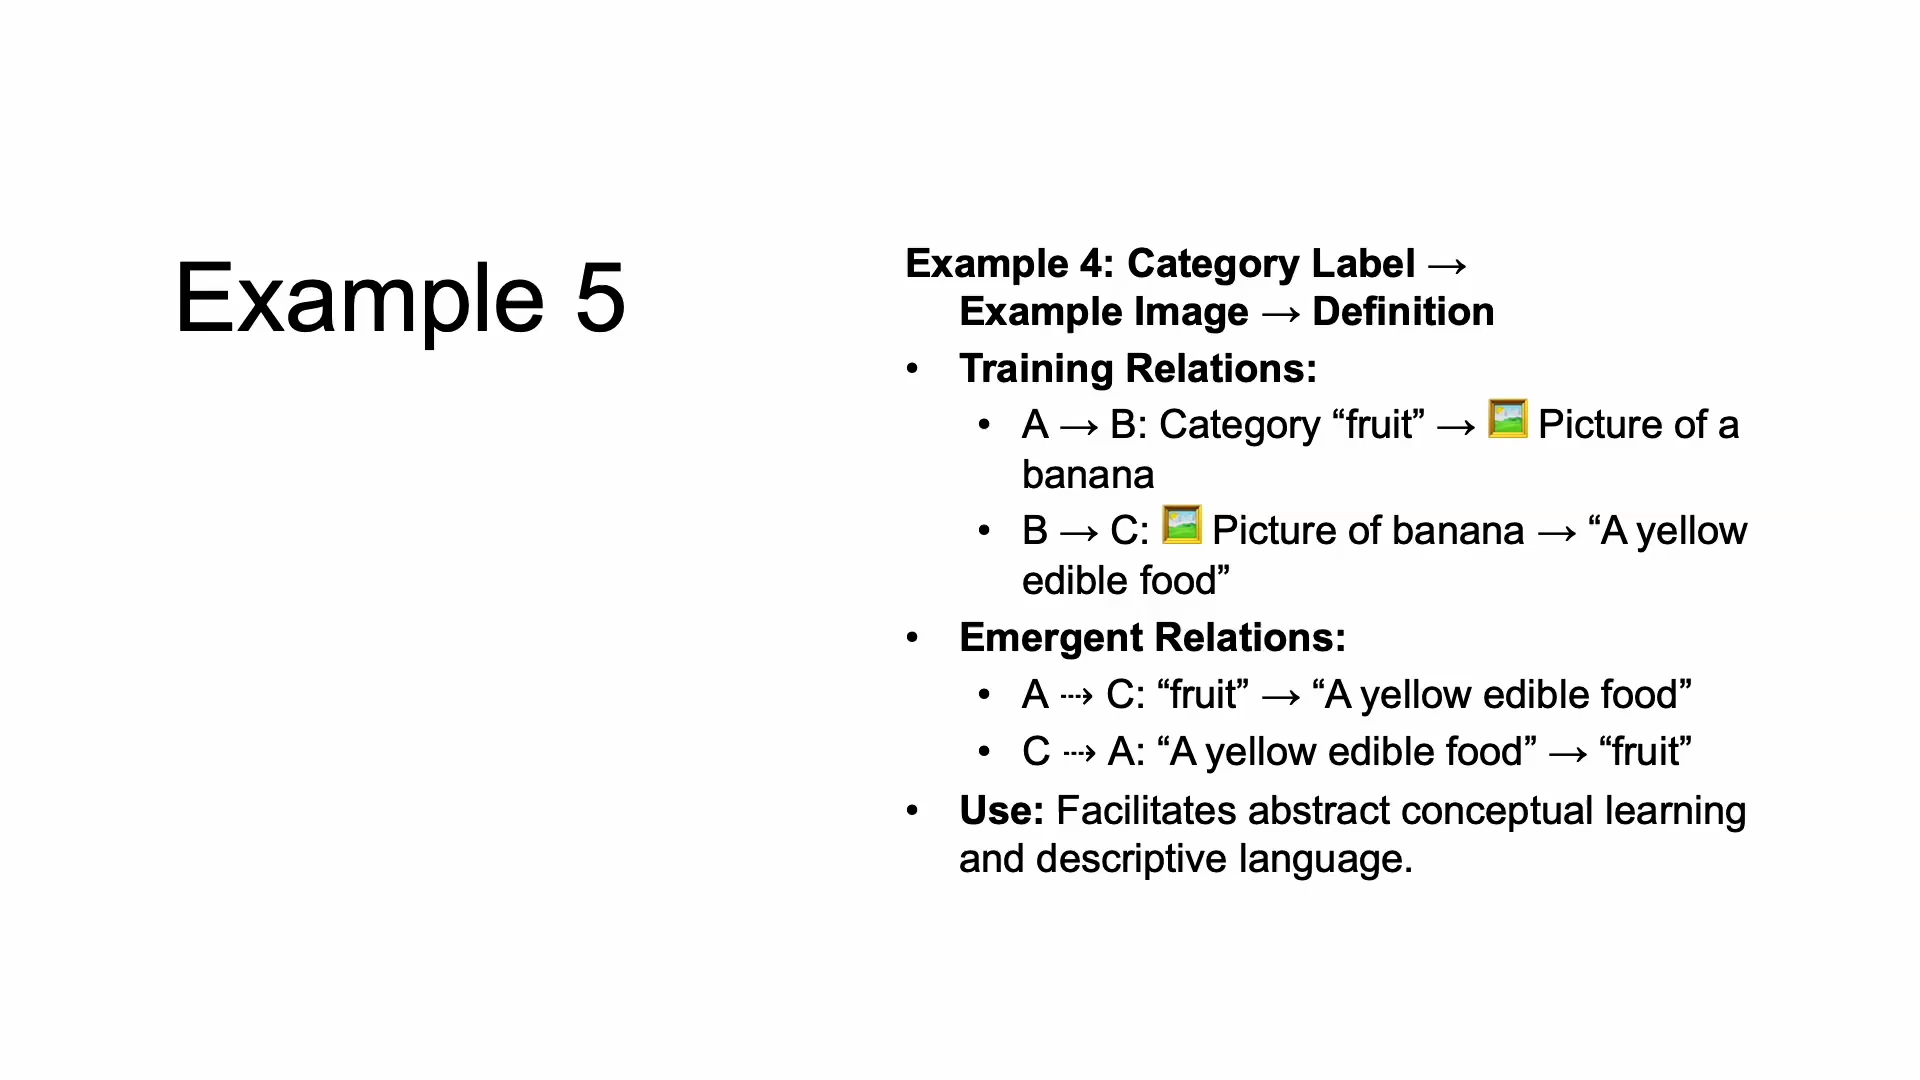 Example 5
Example 4: Category Label →
Example Image → Definition
• Training Relations:
• A → B: Category “fruit” → 🖼️ Picture of a
banana
• B → C: 🖼️ Picture of banana → “A yellow
edible food”
• Emergent Relations:
• A ⤏ C: “fruit” → “A yellow edible food”
• C ⤏ A: “A yellow edible food” → “fruit”
• Use: Facilitates abstract conceptual learning
and descriptive language.